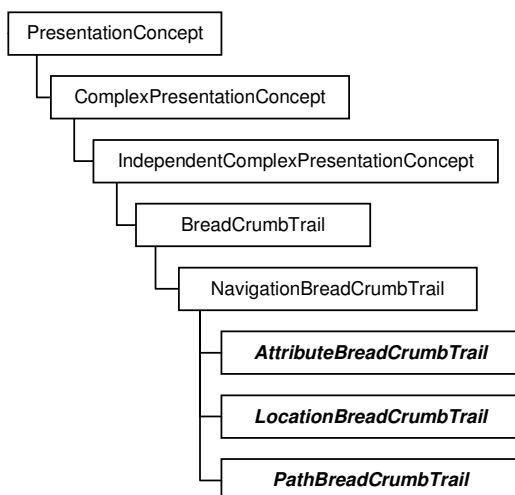 PresentationConcept
ComplexPresentationConcept
IndependentComplexPresentationConcept
BreadCrumbTrail
NavigationBreadCrumbTrail
AttributeBreadCrumbTrail
LocationBreadCrumbTrail
PathBreadCrumbTrail